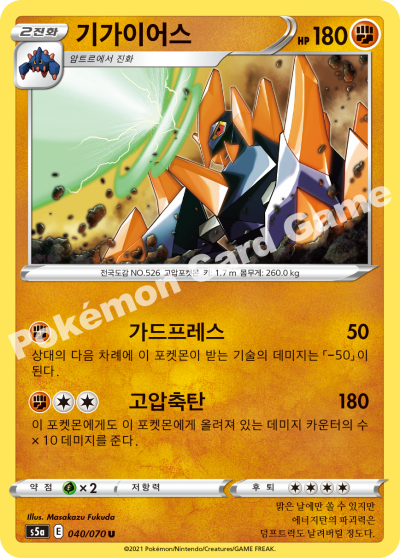 2진화
기가이어스
HP 180
암트르에서 진화
전국도감 NO.526 고압포켓몬 키: 1.7 m 몸무게: 260.0 kg
Pokémon Card Game
가드프레스 50
상대의 다음 차례에 이 포켓몬이 받는 기술의 데미지는 「-50」이
된다.
고압축탄 180
이 포켓몬에게도 이 포켓몬에게 올려져 있는 데미지 카운터의 수
×10 데미지를 준다.
약점 ×2 저항력 후퇴
Illus. Masakazu Fukuda
s5a E 040/070 U
맑은 날에만 쏠 수 있지만
에너지탄의 파괴력은
덤프트럭도 날려버릴 정도다.
©2021 Pokémon/Nintendo/Creatures/GAME FREAK.